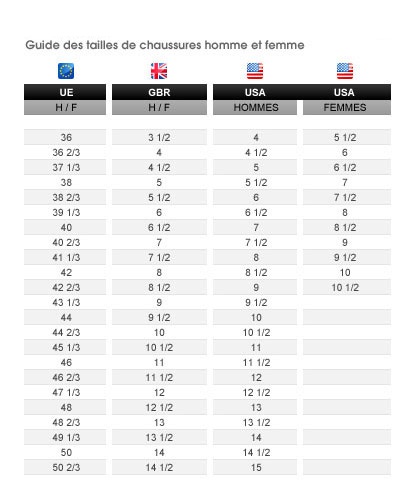 Guide des tailles de chaussures homme et femme
UE GBR USA USA
H / F H / F HOMMES FEMMES
36 3 1/2 4 5 1/2
36 2/3 4 4 1/2 6
37 1/3 4 1/2 5 6 1/2
38 5 5 1/2 7
38 2/3 5 1/2 6 7 1/2
39 1/3 6 6 1/2 8
40 6 1/2 7 8 1/2
40 2/3 7 7 1/2 9
41 1/3 7 1/2 8 9 1/2
42 8 8 1/2 10
42 2/3 8 1/2 9 10 1/2
43 1/3 9 9 1/2
44 9 1/2 10
44 2/3 10 10 1/2
45 1/3 10 1/2 11
46 11 11 1/2
46 2/3 11 1/2 12
47 1/3 12 12 1/2
48 12 1/2 13
48 2/3 13 13 1/2
49 1/3 13 1/2 14
50 14 14 1/2
50 2/3 14 1/2 15